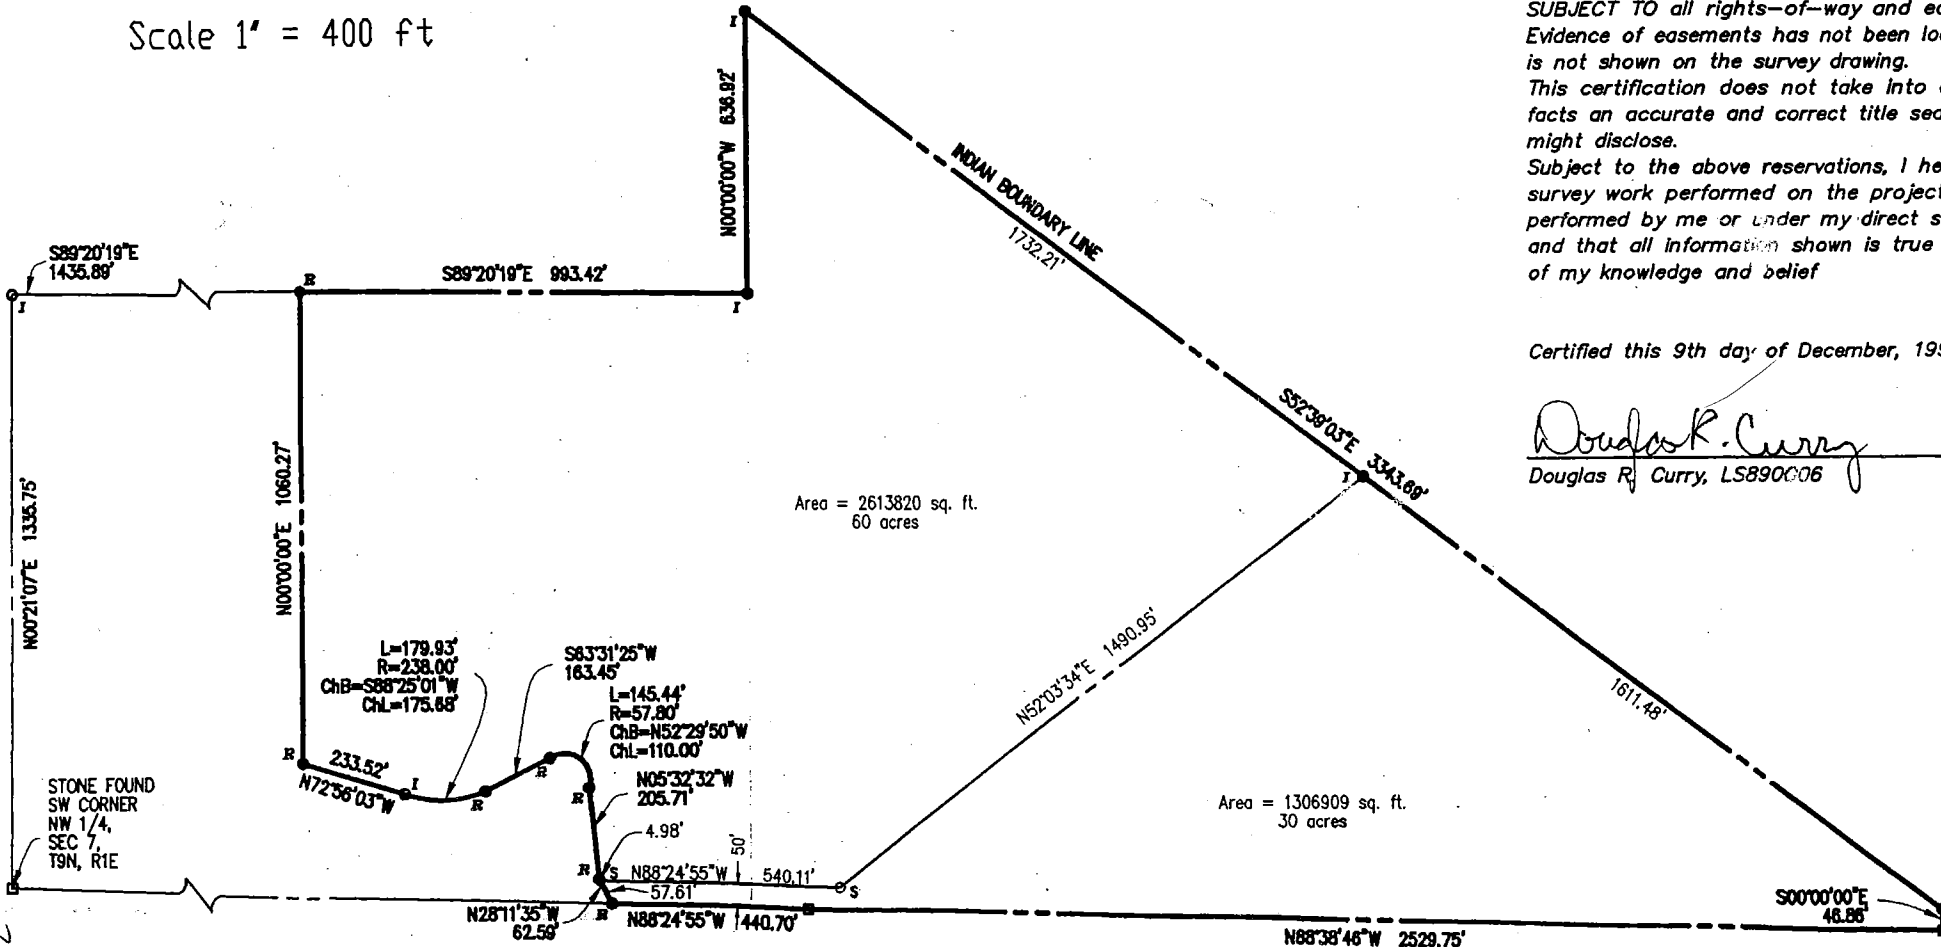 Scale 1" = 400 ft
SUBJECT TO all rights-of-way and
Evidence of easements has not been
is not shown on the survey drawing.
This certification does not take into
facts an accurate and correct title
might disclose.
Subject to the above reservations, I
survey work performed on the project
performed by me or under my direct
and that all information shown is true
of my knowledge and belief
Certified this 9th day of December,
Douglas R. Curry
Douglas R. Curry, LS890006
I
N00°00'00"W 636.92'
INDIAN BOUNDARY LINE
1732.21'
S89°20'19"E
1435.89'
I
R
S89°20'19"E 993.42'
I
S52°39'03"E 3343.69'
I
N00°21'07"E 1335.75'
N00°00'00"E 1060.27'
Area = 2613820 sq. ft.
60 acres
L=179.93'
R=238.00'
ChB=S88°25'01"W
ChL=175.68'
S63°31'25"W
163.45'
L=145.44'
R=57.80'
ChB=N52°29'50"W
ChL=110.00'
N52°03'34"E 1490.95'
1611.48'
R
233.52'
N72°56'03"W
I
R
R
R
N05°32'32"W
205.71'
4.98'
50'
STONE FOUND
SW CORNER
NW 1/4,
SEC 7,
T9N, R1E
Area = 1306909 sq. ft.
30 acres
R
S
N88°24'55"W 540.11'
S
57.61'
N28°11'35"W
62.59'
R
N88°24'55"W 440.70'
N88°38'46"W 2529.75'
S00°00'00"E
46.86'